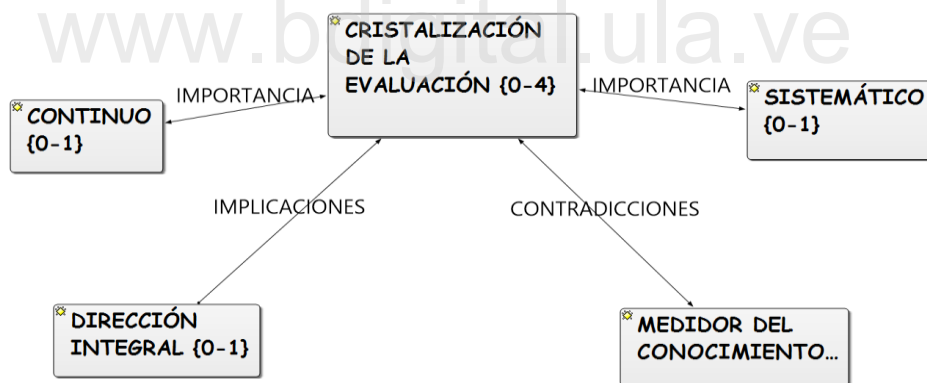 www.bdigital.ula.ve
CRISTALIZACIÓN
DE LA
EVALUACIÓN {0-4}
IMPORTANCIA
IMPORTANCIA
CONTINUO
{0-1}
SISTEMÁTICO
{0-1}
IMPLICACIONES
CONTRADICCIONES
DIRECCIÓN
INTEGRAL {0-1}
MEDIDOR DEL
CONOCIMIENTO...